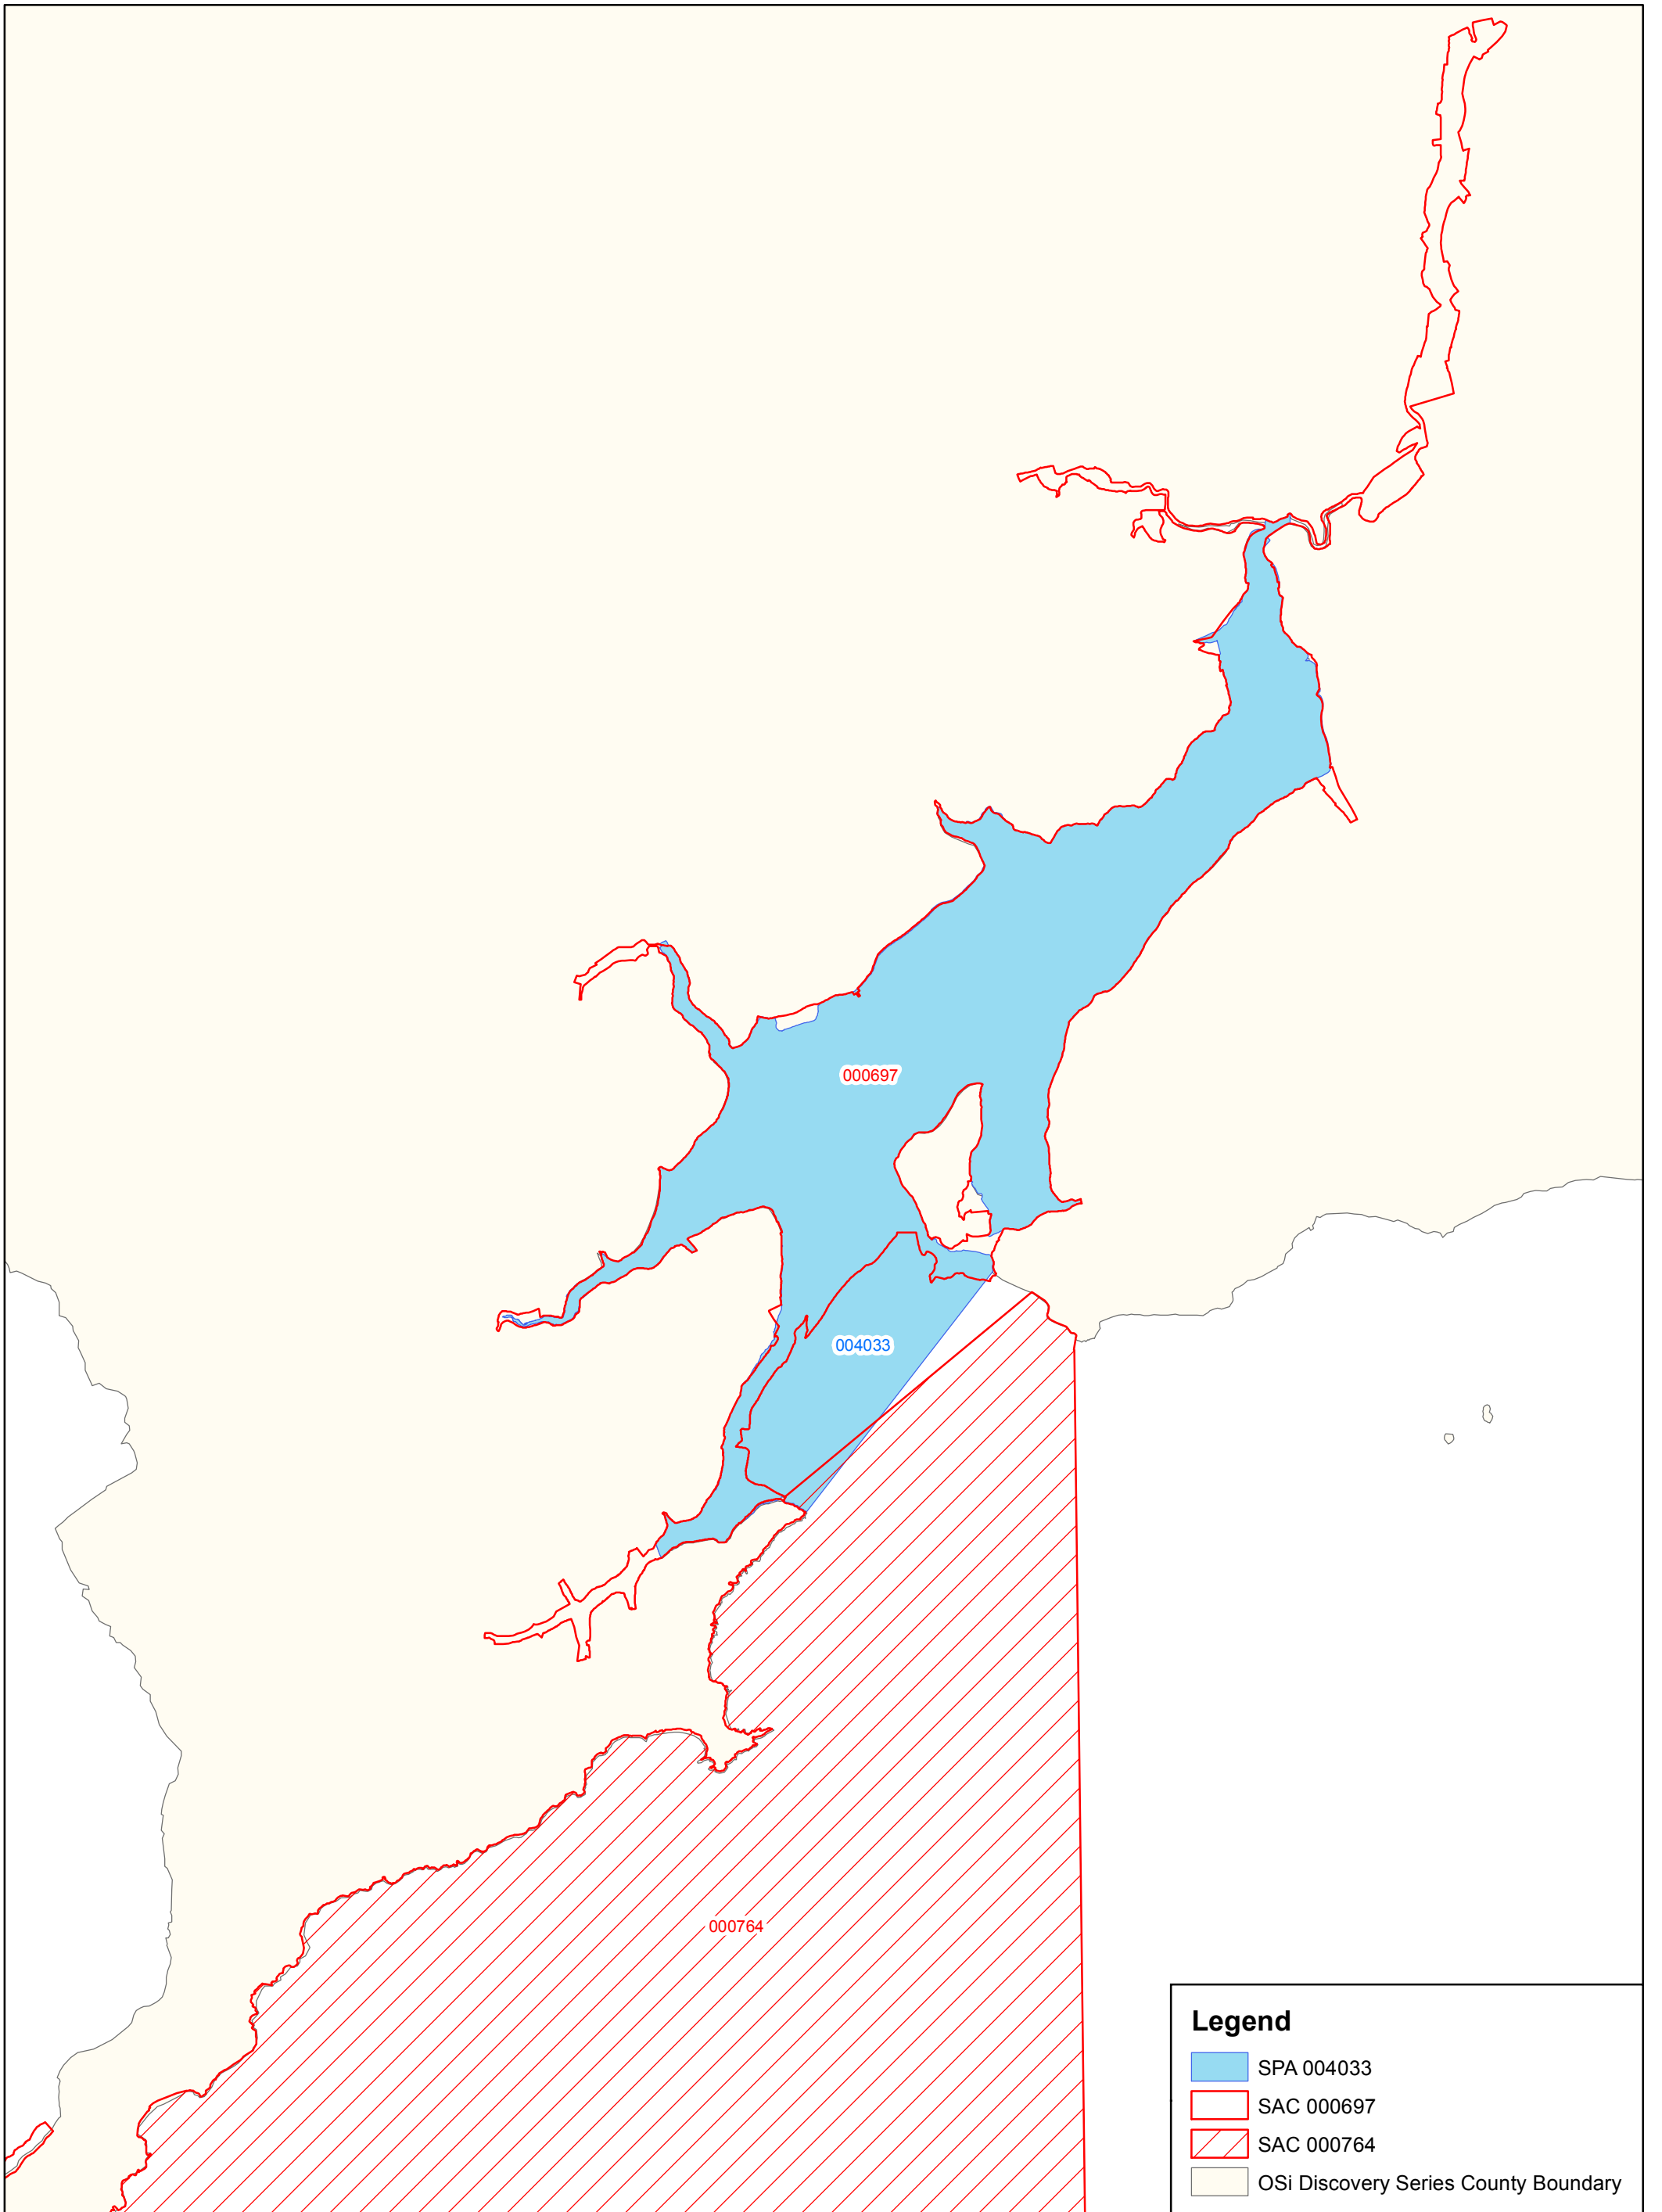 000697
004033
000764
Legend
SPA 004033
SAC 000697
SAC 000764
OSi Discovery Series County Boundary